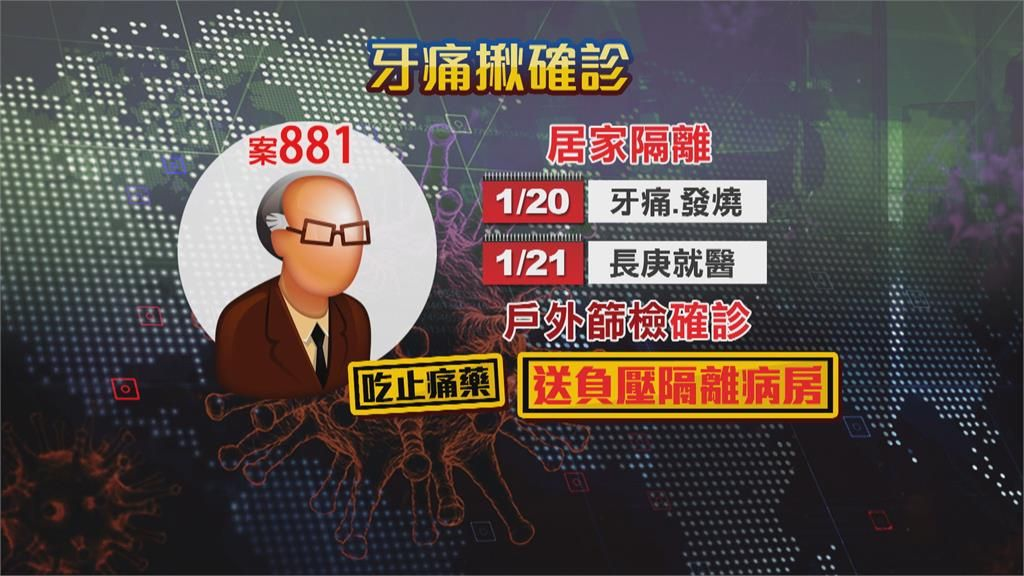 牙痛揪確診
案881
居家隔離
1/20 牙痛.發燒
1/21 長庚就醫
戶外篩檢確診
吃止痛藥
送負壓隔離病房